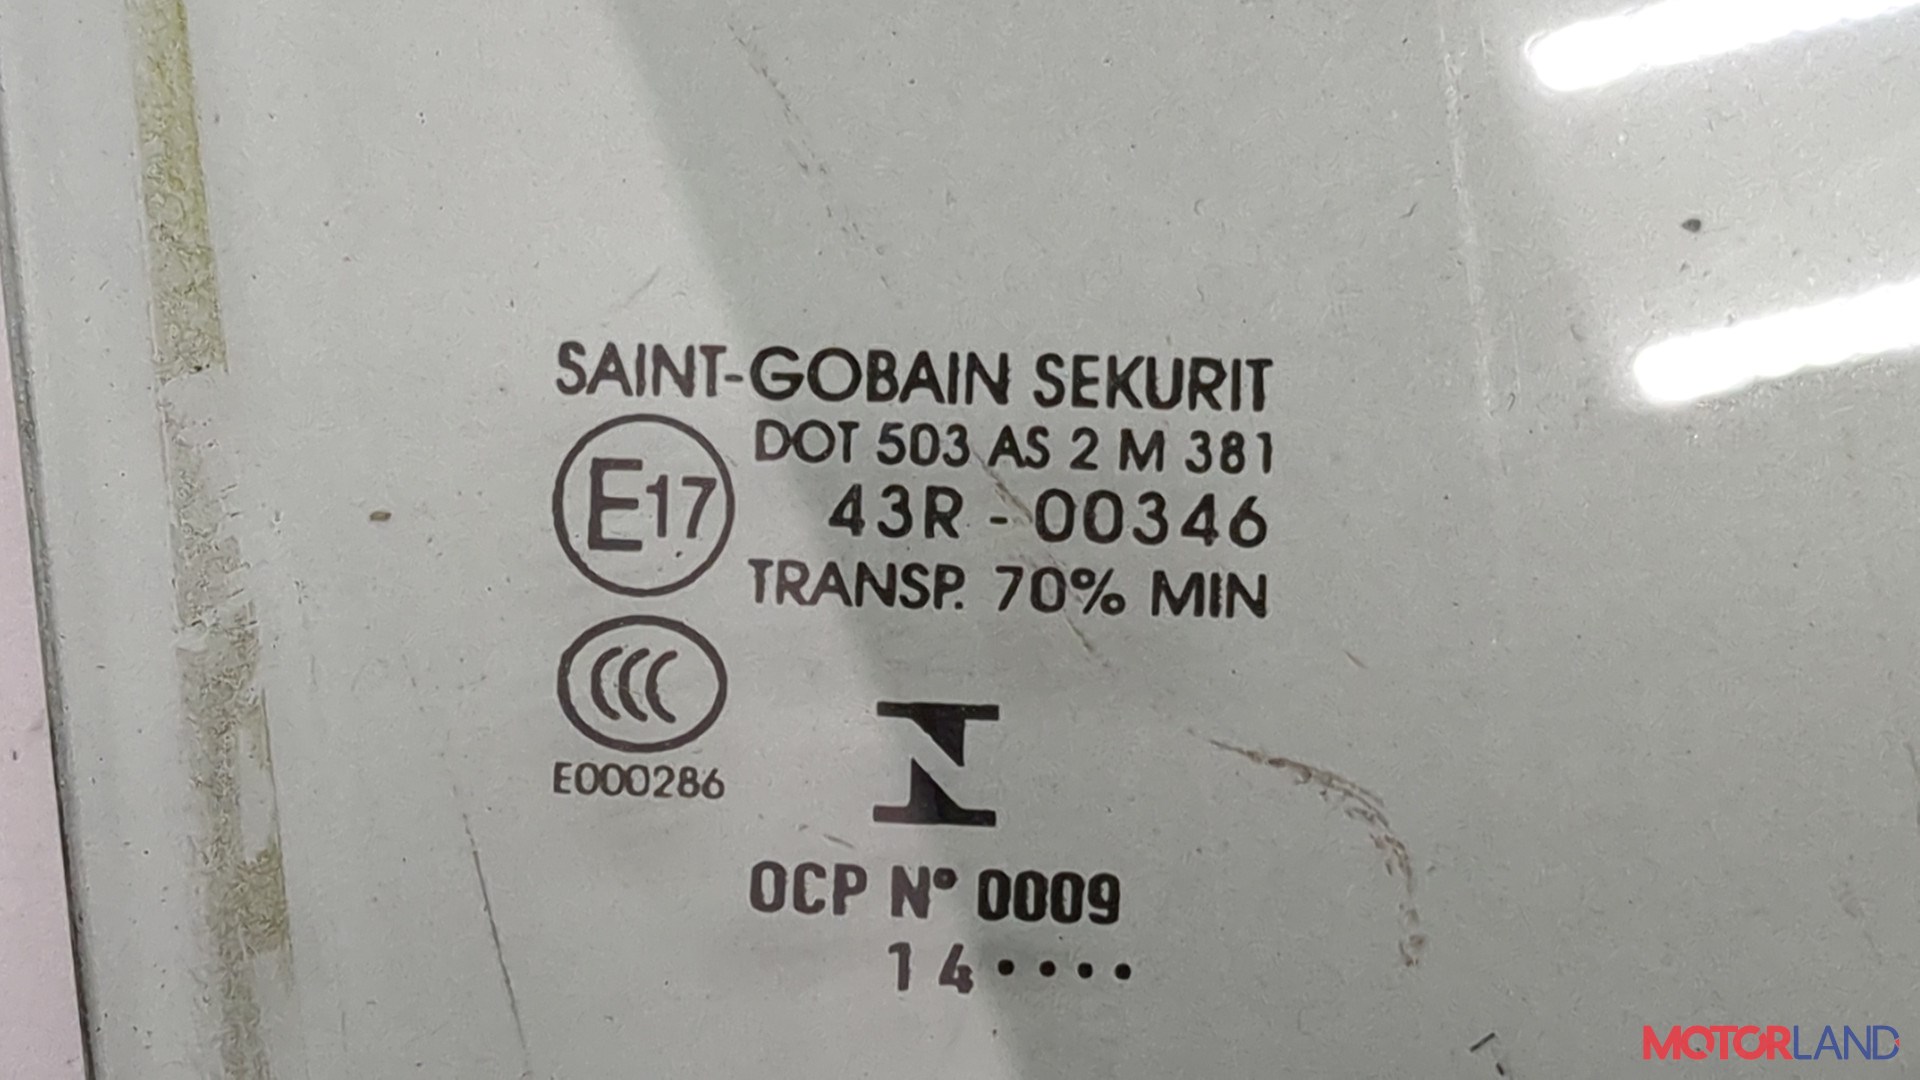 SAINT-GOBAIN SEKURIT
DOT 503 AS 2 M 381
E17
43R - 00346
TRANSP. 70% MIN
CCC
E000286
N
OCP Nº 0009
14 • • • •
MOTORLAND